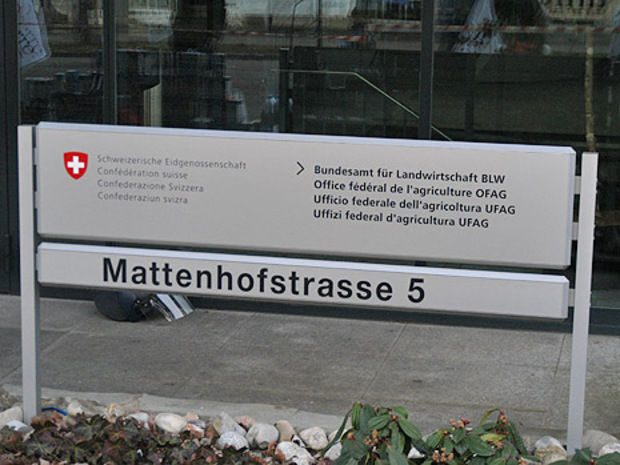 Schweizerische Eidgenossenschaft
Confédération suisse
Confederazione Svizzera
Confederaziun svizra
Bundesamt für Landwirtschaft BLW
Office fédéral de l'agriculture OFAG
Ufficio federale dell'agricoltura UFAG
Uffizi federal d'agricultura UFAG
Mattenhofstrasse 5